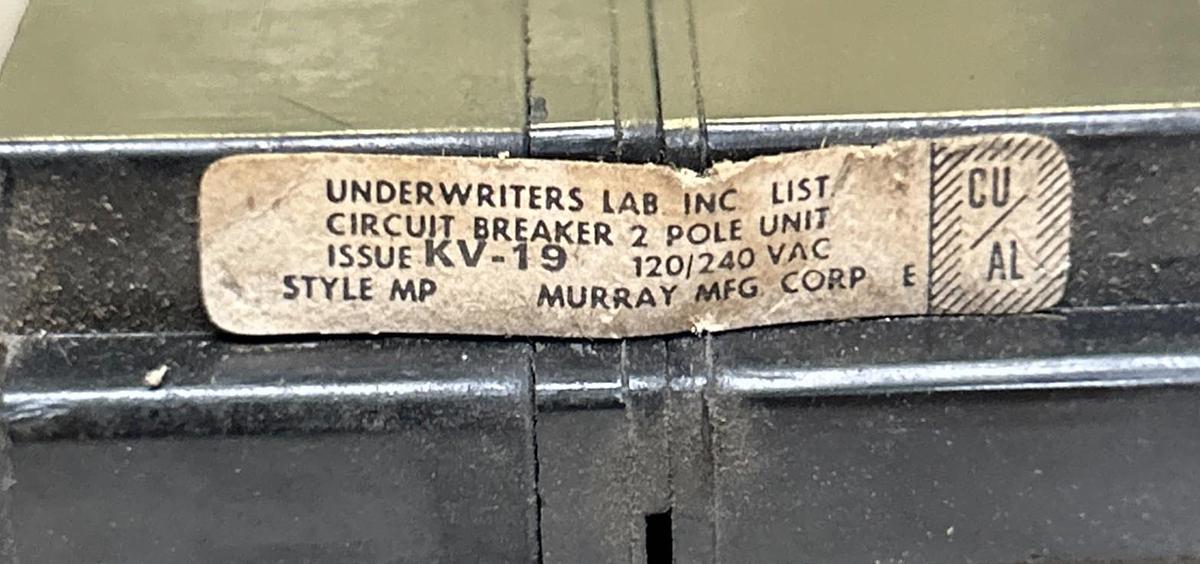 UNDERWRITERS LAB INC LIST
CIRCUIT BREAKER 2 POLE UNIT
ISSUE KV-19 120/240 VAC
STYLE MP MURRAY MFG CORP E
CU/AL